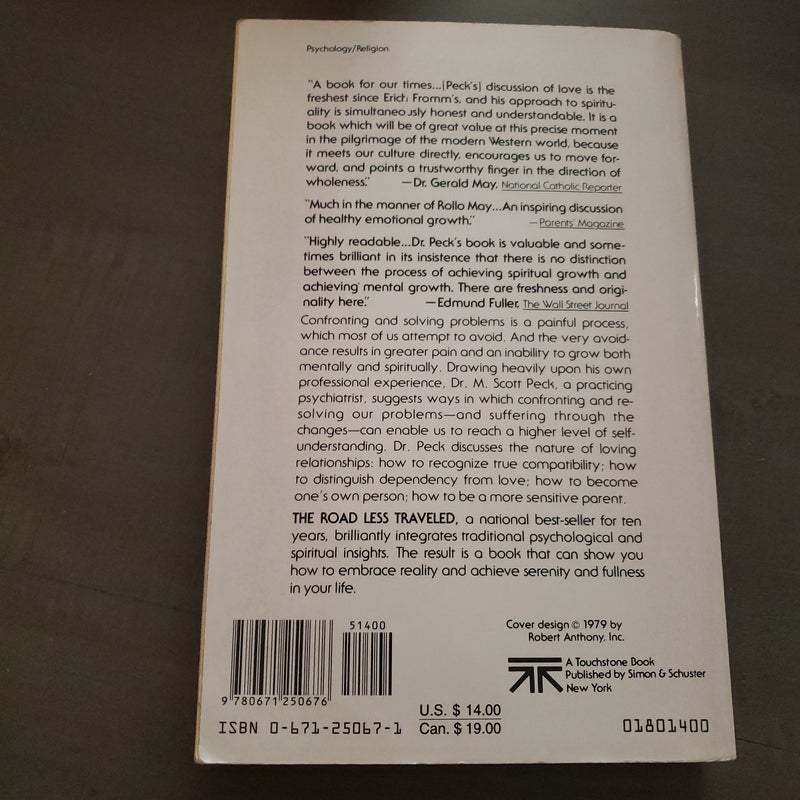 Psychology/Religion
"A book for our times...[Peck's] discussion of love is the
freshest since Erich Fromm's, and his approach to spiritu-
ality is simultaneously honest and understandable. It is a
book which will be of great value at this precise moment
in the pilgrimage of the modern Western world, because
it meets our culture directly, encourages us to move for-
ward, and points a trustworthy finger in the direction of
wholeness." —Dr. Gerald May, National Catholic Reporter
"Much in the manner of Rollo May...An inspiring discussion
of healthy emotional growth." —Parents' Magazine
"Highly readable...Dr. Peck's book is valuable and some-
times brilliant in its insistence that there is no distinction
between the process of achieving spiritual growth and
achieving mental growth. There are freshness and origi-
nality here." —Edmund Fuller, The Wall Street Journal
Confronting and solving problems is a painful process,
which most of us attempt to avoid. And the very avoid-
ance results in greater pain and an inability to grow both
mentally and spiritually. Drawing heavily upon his own
professional experience, Dr. M. Scott Peck, a practicing
psychiatrist, suggests ways in which confronting and re-
solving our problems—and suffering through the
changes—can enable us to reach a higher level of self-
understanding. Dr. Peck discusses the nature of loving
relationships: how to recognize true compatibility; how
to distinguish dependency from love; how to become
one's own person; how to be a more sensitive parent.
THE ROAD LESS TRAVELED, a national best-seller for ten
years, brilliantly integrates traditional psychological and
spiritual insights. The result is a book that can show you
how to embrace reality and achieve serenity and fullness
in your life.
51400
9 780671 250676
ISBN 0-671-25067-1
U.S. $ 14.00
Can. $ 19.00
Cover design © 1979 by
Robert Anthony, Inc.
A Touchstone Book
Published by Simon & Schuster
New York
01801400